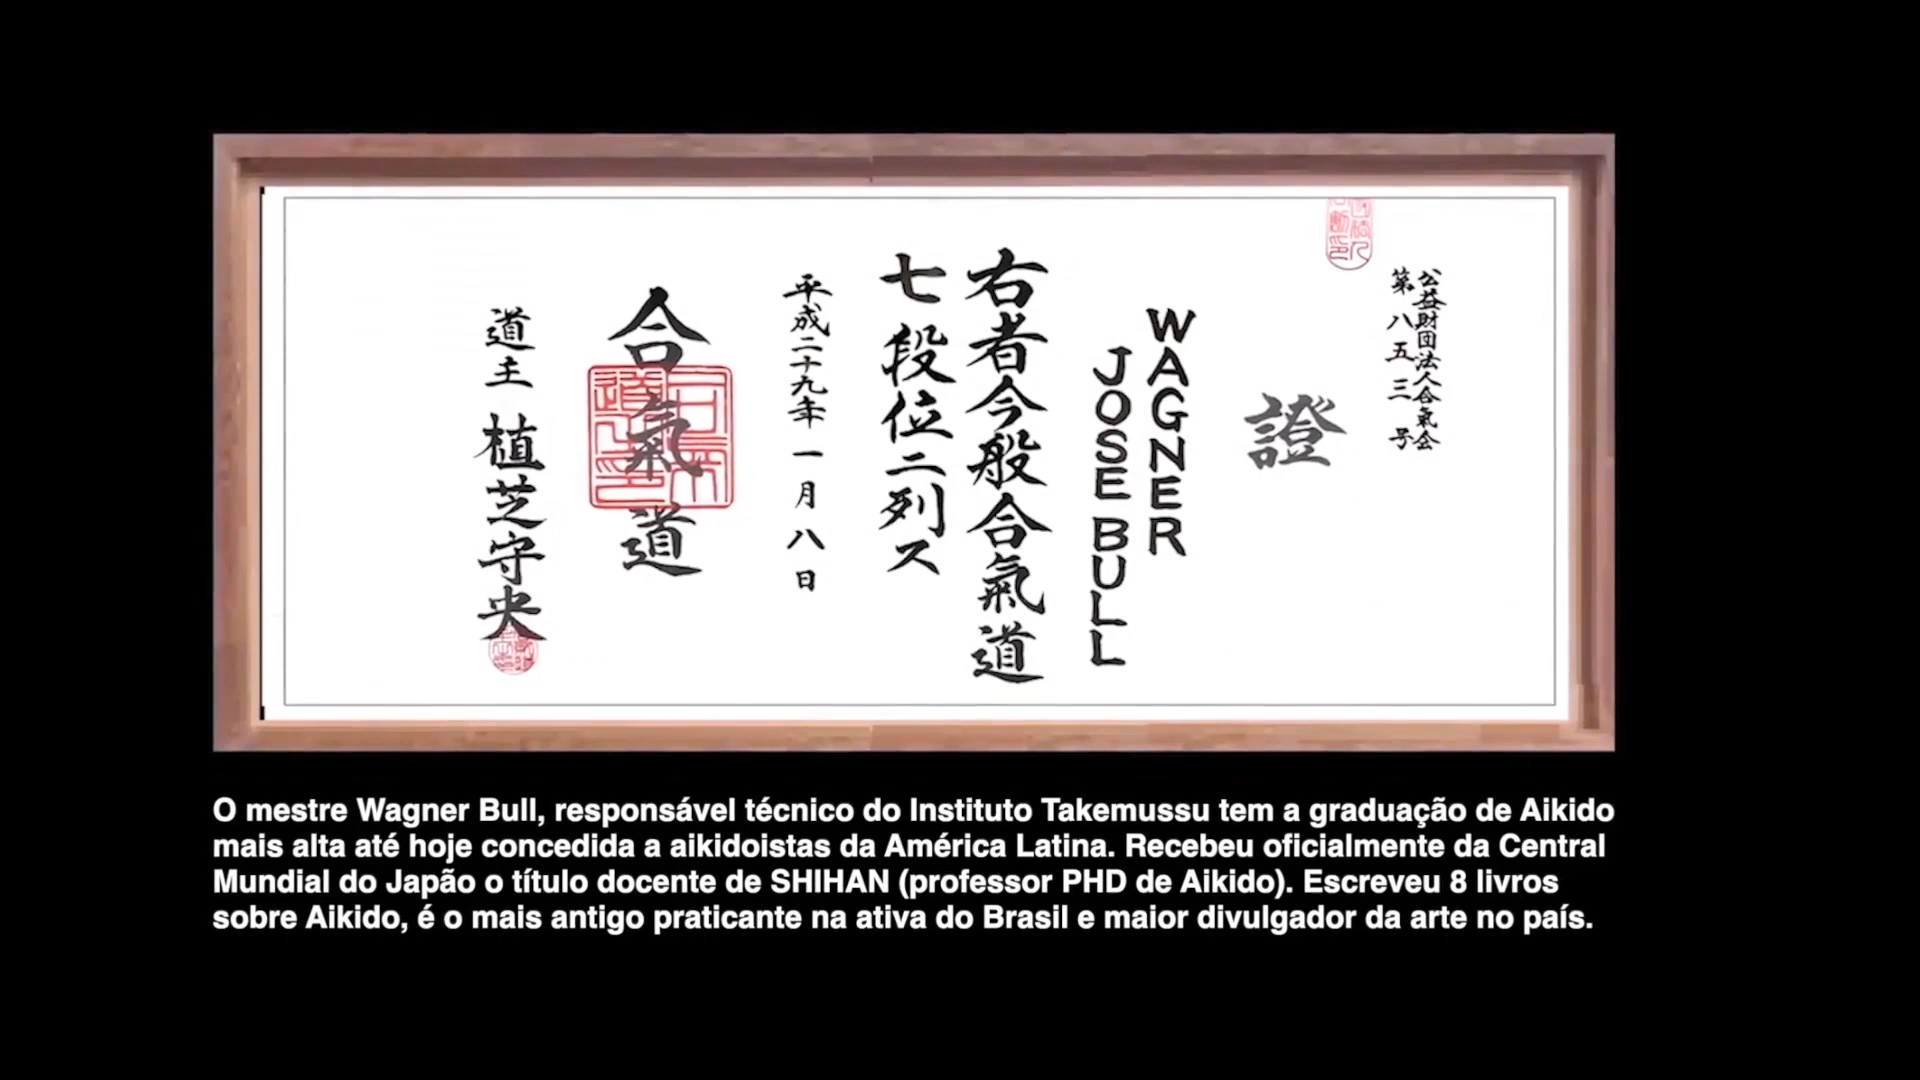 公益財団法人合氣会
第八五三号
證
WAGNER
JOSE BULL
右者今般合氣道
七段位二列ス
平成二十九年一月八日
合氣道
道主 植芝守央
O mestre Wagner Bull, responsável técnico do Instituto Takemussu tem a graduação de Aikido
mais alta até hoje concedida a aikidoistas da América Latina. Recebeu oficialmente da Central
Mundial do Japão o título docente de SHIHAN (professor PHD de Aikido). Escreveu 8 livros
sobre Aikido, é o mais antigo praticante na ativa do Brasil e maior divulgador da arte no país.